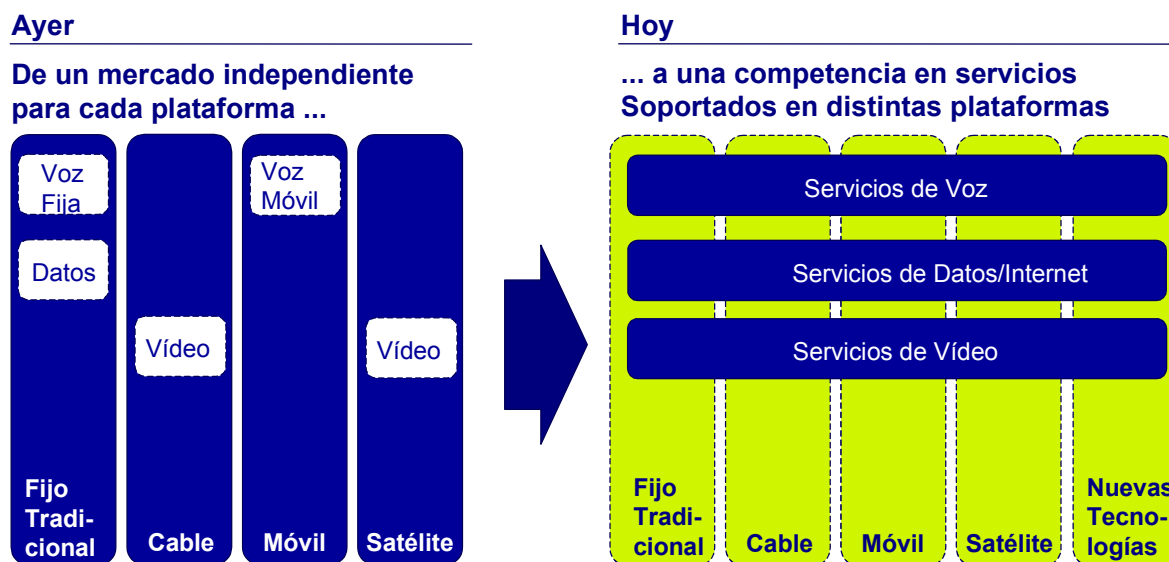 Ayer
De un mercado independiente
para cada plataforma ...
Voz
Fija
Datos
Fijo
Tradi-
cional
Vídeo
Cable
Voz
Móvil
Móvil
Vídeo
Satélite
Hoy
... a una competencia en servicios
Soportados en distintas plataformas
Servicios de Voz
Servicios de Datos/Internet
Servicios de Vídeo
Fijo
Tradi-
cional
Cable
Móvil
Satélite
Nuevas
Tecno-
logías